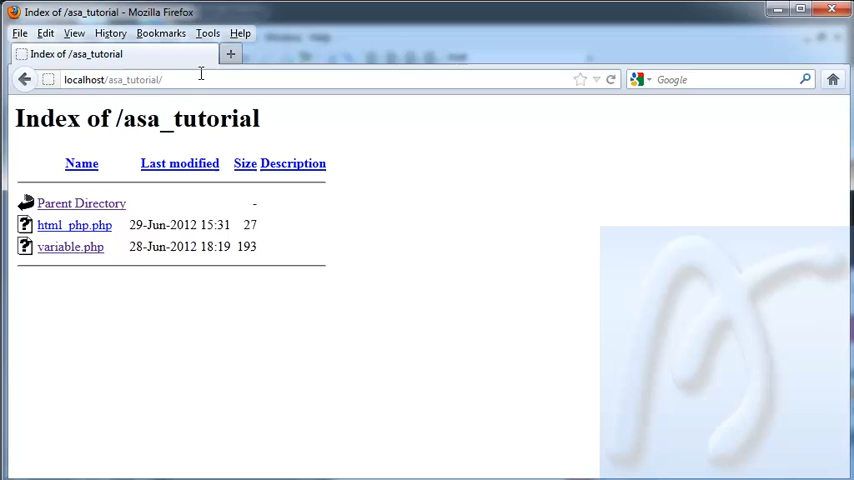 Index of /asa_tutorial - Mozilla Firefox
File Edit View History Bookmarks Tools Help
Index of /asa_tutorial
localhost/asa_tutorial/
Google
Index of /asa_tutorial
Name Last modified Size Description
Parent Directory -
html_php.php 29-Jun-2012 15:31 27
variable.php 28-Jun-2012 18:19 193